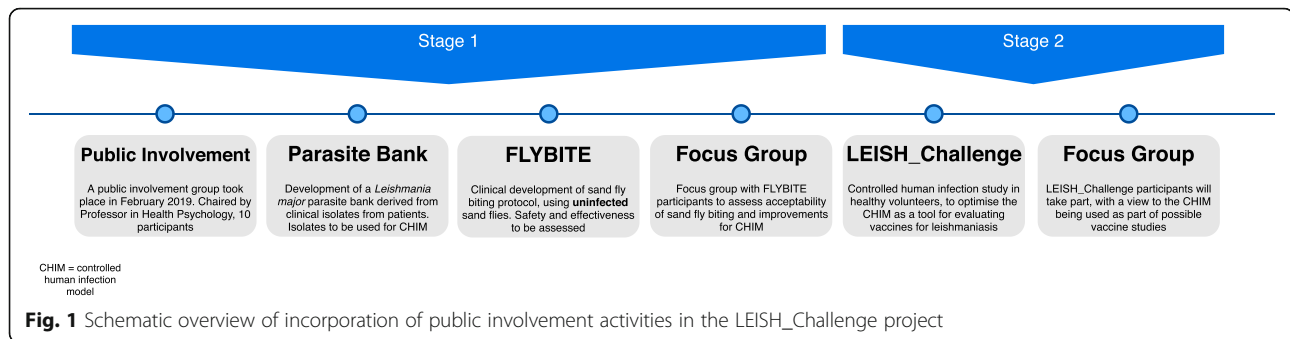 Stage 1
Stage 2
Public Involvement
A public involvement group took
place in February 2019. Chaired by
Professor in Health Psychology, 10
participants
Parasite Bank
Development of a Leishmania
major parasite bank derived from
clinical isolates from patients.
Isolates to be used for CHIM
FLYBITE
Clinical development of sand fly
biting protocol, using uninfected
sand flies. Safety and effectiveness
to be assessed
Focus Group
Focus group with FLYBITE
participants to assess acceptability
of sand fly biting and improvements
for CHIM
LEISH_Challenge
Controlled human infection study in
healthy volunteers, to optimise the
CHIM as a tool for evaluating
vaccines for leishmaniasis
Focus Group
LEISH_Challenge participants will
take part, with a view to the CHIM
being used as part of possible
vaccine studies
CHIM = controlled
human infection
model
Fig. 1 Schematic overview of incorporation of public involvement activities in the LEISH_Challenge project